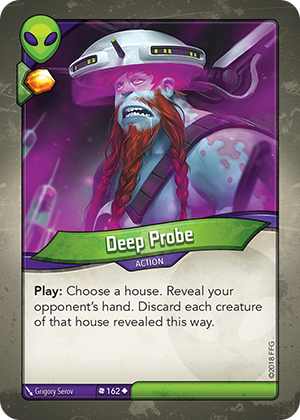 Deep Probe
ACTION
Play: Choose a house. Reveal your
opponent's hand. Discard each creature
of that house revealed this way.
©2018 FFG
Grigory Serov
162